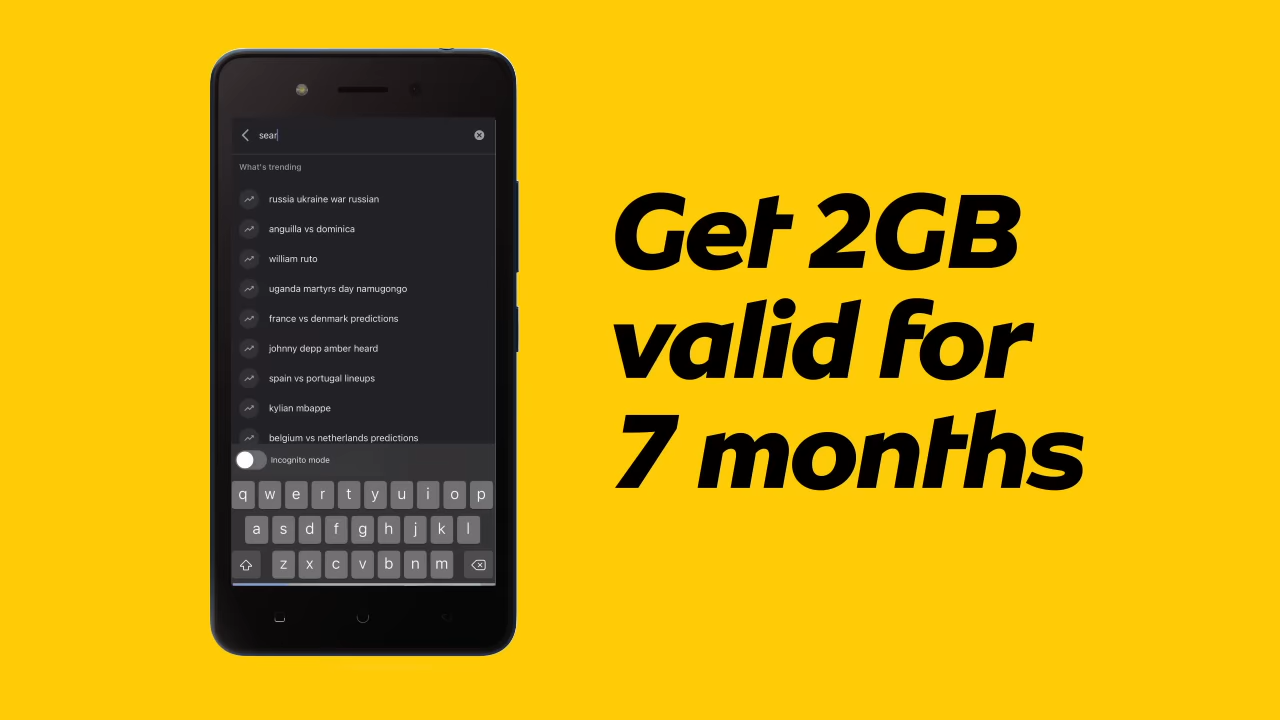 sear
What's trending
russia ukraine war russian
anguilla vs dominica
william ruto
uganda martyrs day namugongo
france vs denmark predictions
johnny depp amber heard
spain vs portugal lineups
kylian mbappe
belgium vs netherlands predictions
Incognito mode
q w e r t y u i o p
a s d f g h j k l
z x c v b n m
Get 2GB
valid for
7 months